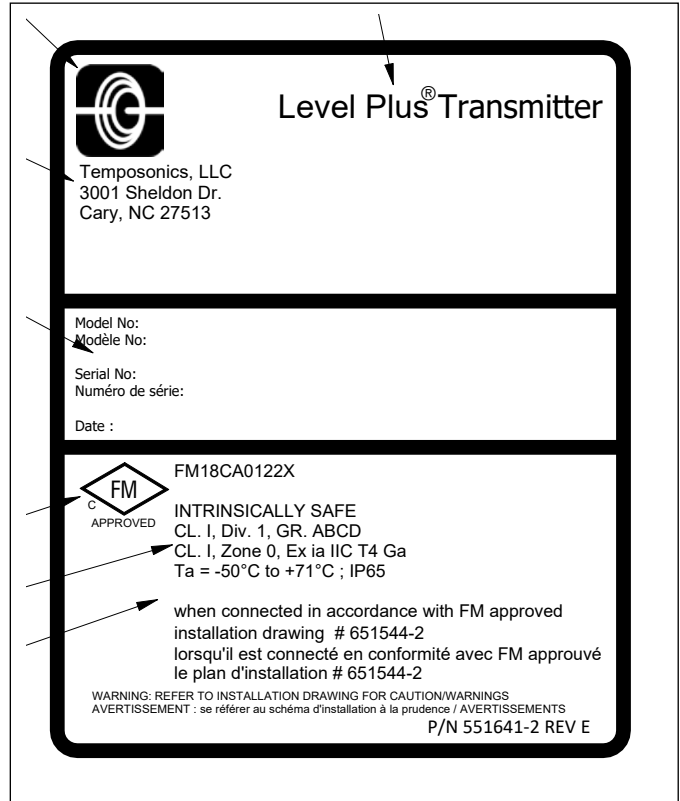 Level Plus® Transmitter
Temposonics, LLC
3001 Sheldon Dr.
Cary, NC 27513
Model No:
Modèle No:
Serial No:
Numéro de série:
Date :
FM
C
APPROVED
FM18CA0122X
INTRINSICALLY SAFE
CL. I, Div. 1, GR. ABCD
CL. I, Zone 0, Ex ia IIC T4 Ga
Ta = -50°C to +71°C ; IP65
when connected in accordance with FM approved
installation drawing # 651544-2
lorsqu'il est connecté en conformité avec FM approuvé
le plan d'installation # 651544-2
WARNING: REFER TO INSTALLATION DRAWING FOR CAUTION/WARNINGS
AVERTISSEMENT : se référer au schéma d'installation à la prudence / AVERTISSEMENTS
P/N 551641-2 REV E